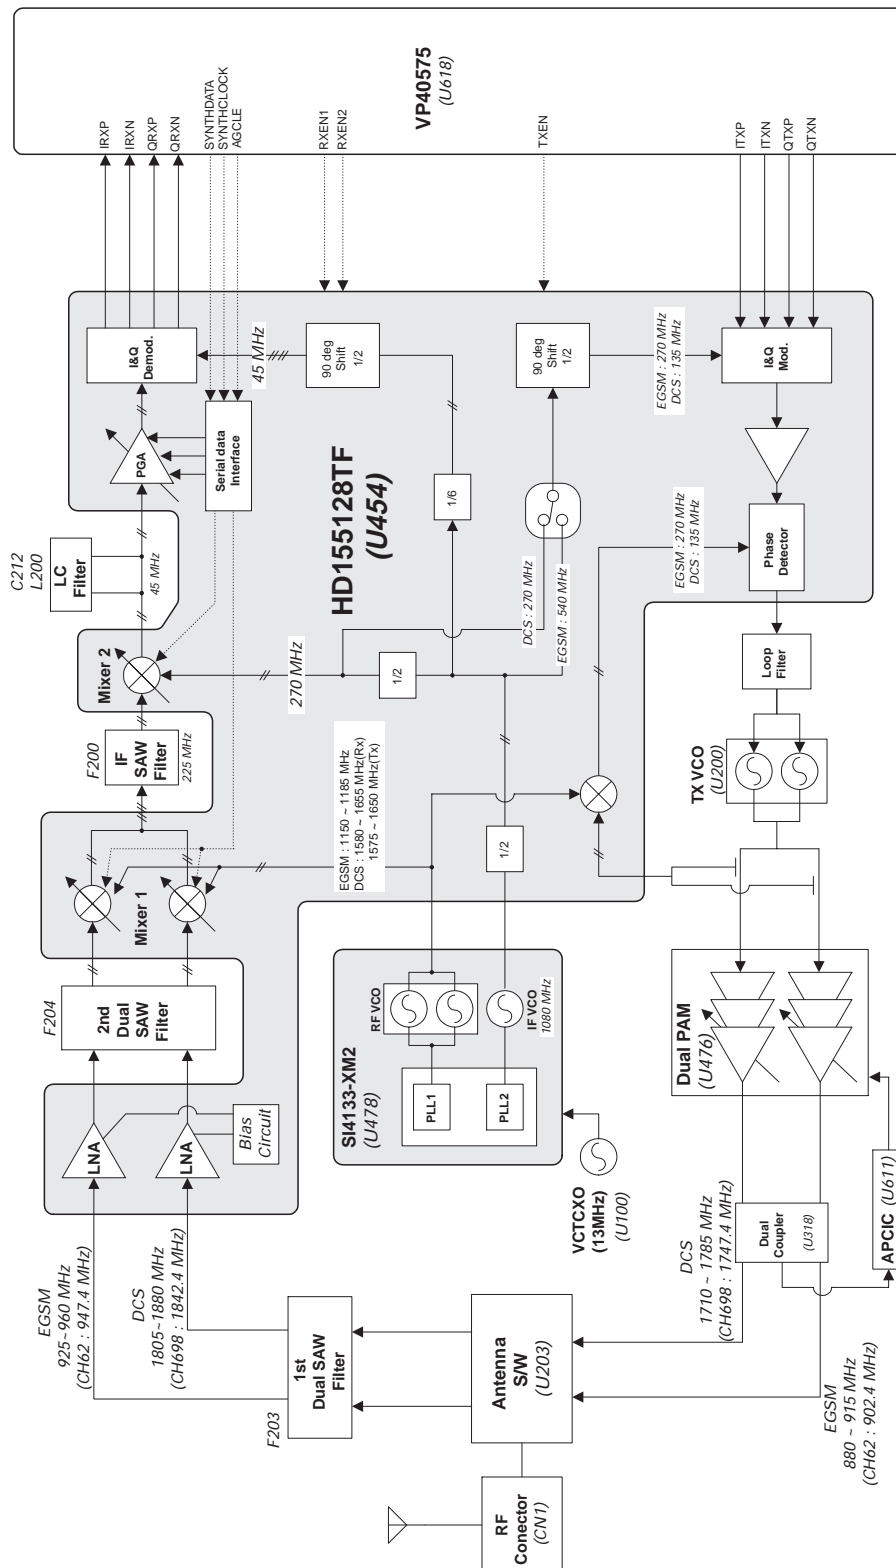 RF
Conector
(CN1)
Antenna
S/W
(U203)
F203
1st
Dual SAW
Filter
EGSM
925~960 MHz
(CH62 : 947.4 MHz)
DCS
1805~1880 MHz
(CH698 : 1842.4 MHz)
LNA
LNA
Bias
Circuit
F204
2nd
Dual
SAW
Filter
Mixer 1
F200
IF
SAW
Filter
225 MHz
Mixer 2
C212
L200
LC
Filter
45 MHz
PGA
I&Q
Demod.
Serial data
Interface
IRXP
IRXN
QRXP
QRXN
SYNTHDATA
SYNTHCLOCK
AGCLE
RXEN1
RXEN2
TXEN
ITXP
ITXN
QTXP
QTXN
VP40575
(U618)
45 MHz
90 deg
Shift
1/2
1/6
HD155128TF
(U454)
270 MHz
1/2
DCS : 270 MHz
EGSM : 540 MHz
90 deg
Shift
1/2
EGSM : 270 MHz
DCS : 135 MHz
I&Q
Mod.
EGSM : 1150 ~ 1185 MHz
DCS : 1580 ~ 1655 MHz(Rx)
1575 ~ 1650 MHz(Tx)
1/2
EGSM : 270 MHz
DCS : 135 MHz
Phase
Detector
Loop
Filter
TX VCO
(U200)
SI4133-XM2
(U478)
RF VCO
IF VCO
1080 MHz
PLL1
PLL2
VCTCXO
(13MHz)
(U100)
Dual PAM
(U476)
Dual
Coupler
(U318)
APCIC (U611)
DCS
1710 ~ 1785 MHz
(CH698 : 1747.4 MHz)
EGSM
880 ~ 915 MHz
(CH62 : 902.4 MHz)